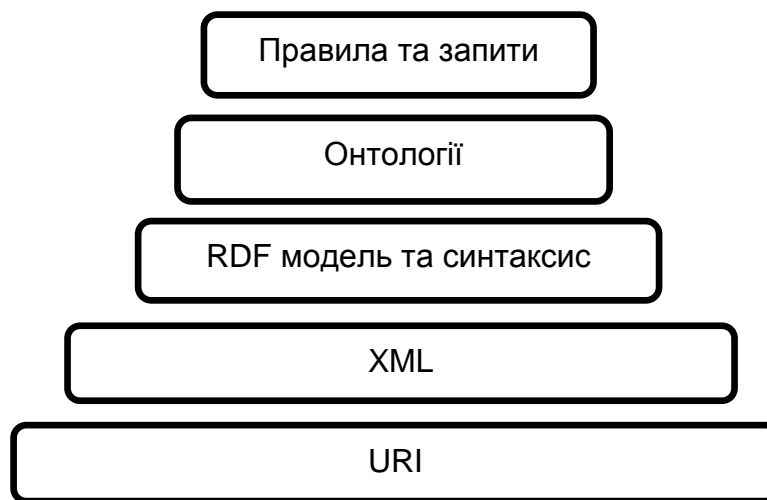 Правила та запити
Онтології
RDF модель та синтаксис
XML
URI